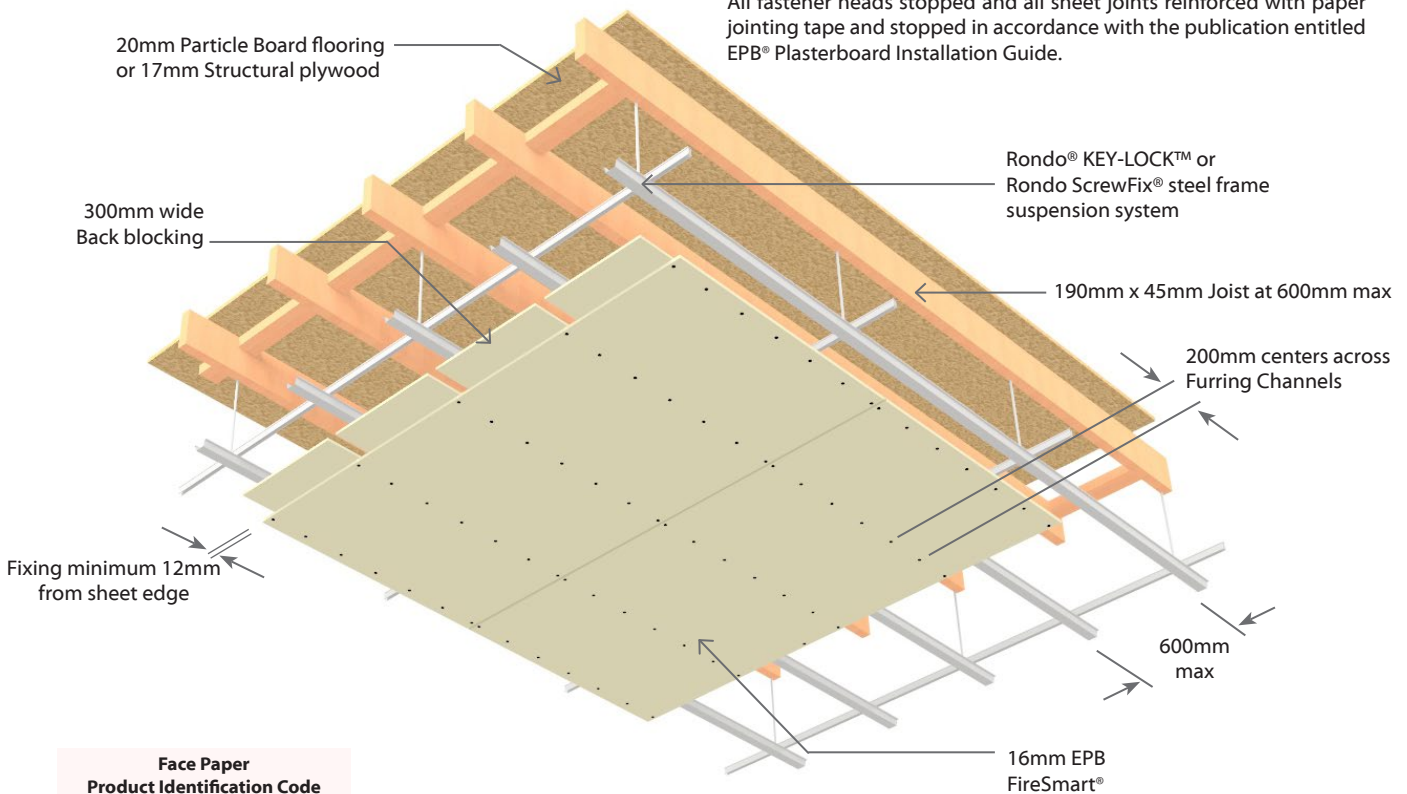 All fastener heads stopped and all sheet joints reinforced with paper
jointing tape and stopped in accordance with the publication entitled
EPB® Plasterboard Installation Guide.
20mm Particle Board flooring
or 17mm Structural plywood
Rondo® KEY-LOCK™ or
Rondo ScrewFix® steel frame
suspension system
300mm wide
Back blocking
190mm x 45mm Joist at 600mm max
200mm centers across
Furring Channels
Fixing minimum 12mm
from sheet edge
600mm
max
16mm EPB
FireSmart®
Face Paper
Product Identification Code